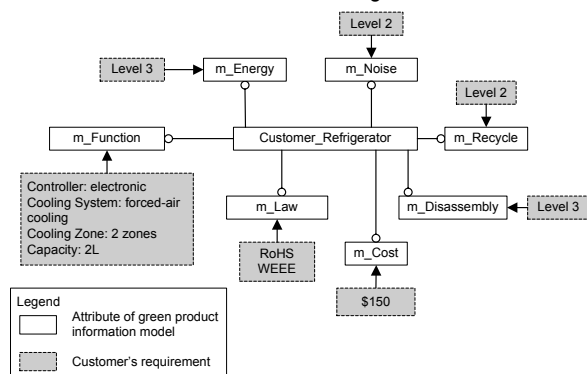 Level 2
Level 3
m_Energy
m_Noise
Level 2
m_Function
Customer_Refrigerator
m_Recycle
Controller: electronic
Cooling System: forced-air
cooling
Cooling Zone: 2 zones
Capacity: 2L
m_Law
m_Disassembly
Level 3
RoHS
WEEE
m_Cost
$150
Legend
Attribute of green product
information model
Customer's requirement